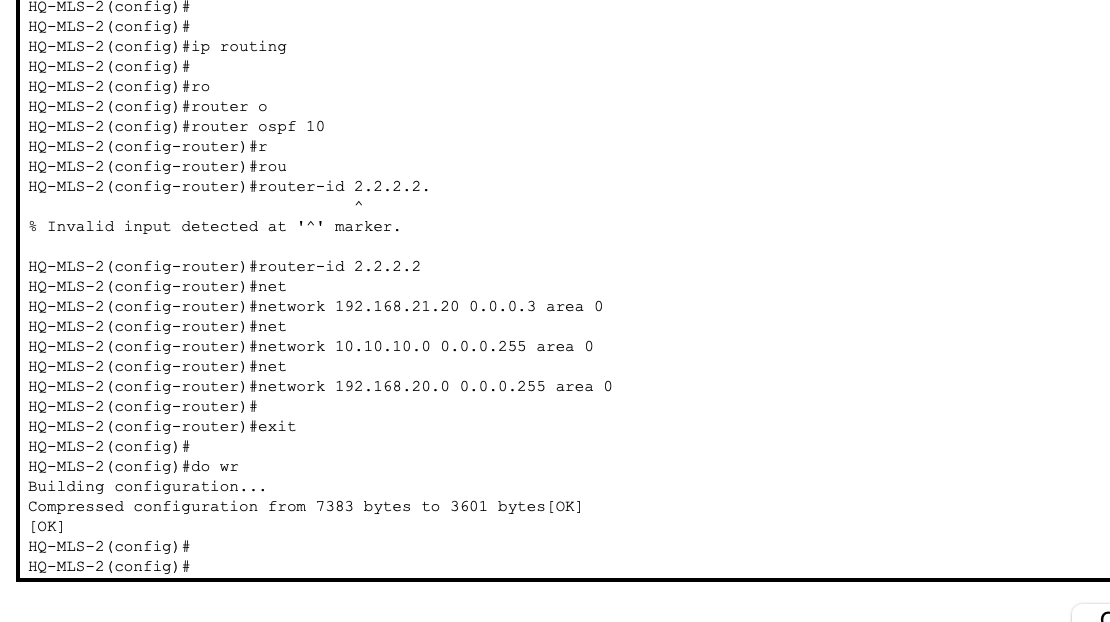 HQ-MLS-2(config)#
HQ-MLS-2(config)#
HQ-MLS-2(config)#ip routing
HQ-MLS-2(config)#
HQ-MLS-2(config)#ro
HQ-MLS-2(config)#router o
HQ-MLS-2(config)#router ospf 10
HQ-MLS-2(config-router)#r
HQ-MLS-2(config-router)#rou
HQ-MLS-2(config-router)#router-id 2.2.2.2.
^
% Invalid input detected at '^' marker.
HQ-MLS-2(config-router)#router-id 2.2.2.2
HQ-MLS-2(config-router)#net
HQ-MLS-2(config-router)#network 192.168.21.20 0.0.0.3 area 0
HQ-MLS-2(config-router)#net
HQ-MLS-2(config-router)#network 10.10.10.0 0.0.0.255 area 0
HQ-MLS-2(config-router)#net
HQ-MLS-2(config-router)#network 192.168.20.0 0.0.0.255 area 0
HQ-MLS-2(config-router)#
HQ-MLS-2(config-router)#exit
HQ-MLS-2(config)#
HQ-MLS-2(config)#do wr
Building configuration...
Compressed configuration from 7383 bytes to 3601 bytes[OK]
[OK]
HQ-MLS-2(config)#
HQ-MLS-2(config)#